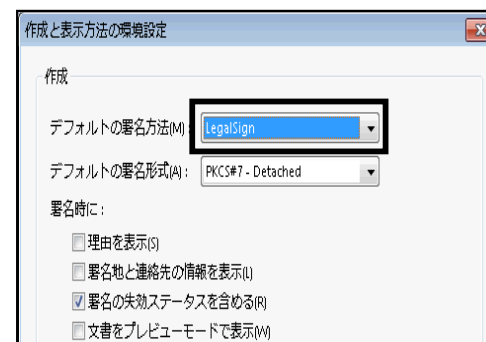 作成と表示方法の環境設定
作成
デフォルトの署名方法(M): LegalSign
デフォルトの署名形式(A): PKCS#7 - Detached
署名時に:
理由を表示(S)
署名地と連絡先の情報を表示(L)
署名の失効ステータスを含める(R)
文書をプレビューモードで表示(W)